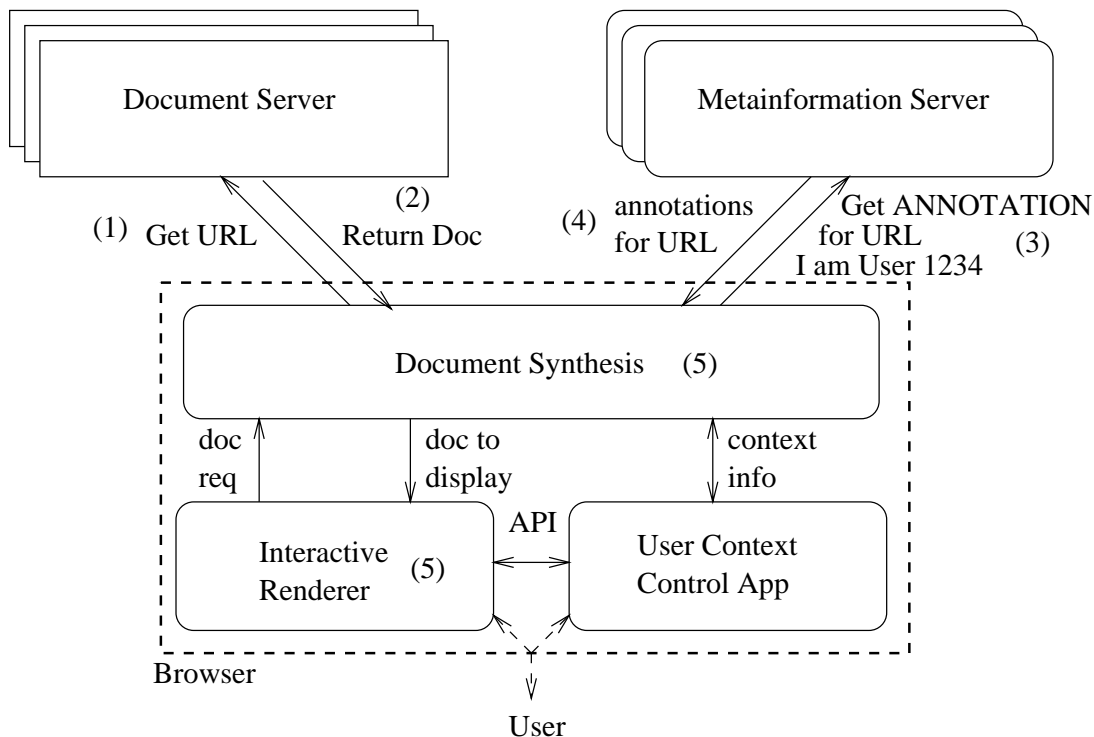 Document Server
Metainformation Server
(1) Get URL
(2)
Return Doc
(4) annotations
for URL
Get ANNOTATION
for URL (3)
I am User 1234
Document Synthesis (5)
doc
req
doc to
display
context
info
API
Interactive
Renderer (5)
User Context
Control App
Browser
User